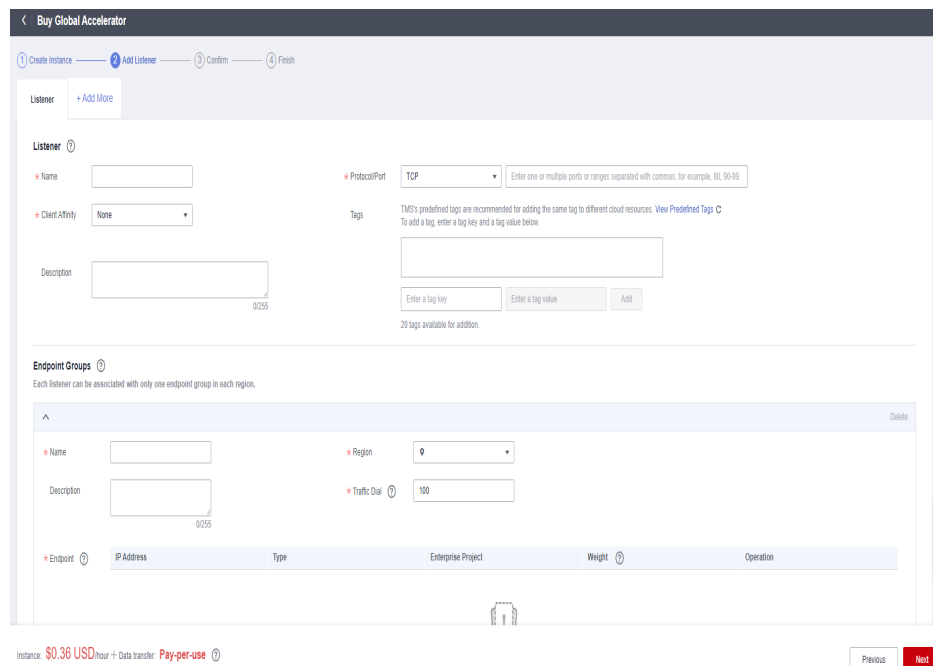 Buy Global Accelerator
1 Create Instance 2 Add Listener 3 Confirm 4 Finish
Listener + Add More
Listener ?
* Name
* Protocol/Port TCP Enter one or multiple ports or ranges separated with commas, for example, 80, 90-99.
* Client Affinity None
Tags TMS's predefined tags are recommended for adding the same tag to different cloud resources. View Predefined Tags
To add a tag, enter a tag key and a tag value below.
Description
0/255
Enter a tag key Enter a tag value Add
20 tags available for addition.
Endpoint Groups ?
Each listener can be associated with only one endpoint group in each region.
Delete
* Name * Region
Description * Traffic Dial ? 100
0/255
* Endpoint ? IP Address Type Enterprise Project Weight ? Operation
Instance: $0.36 USD/hour + Data transfer: Pay-per-use ?
Previous Next